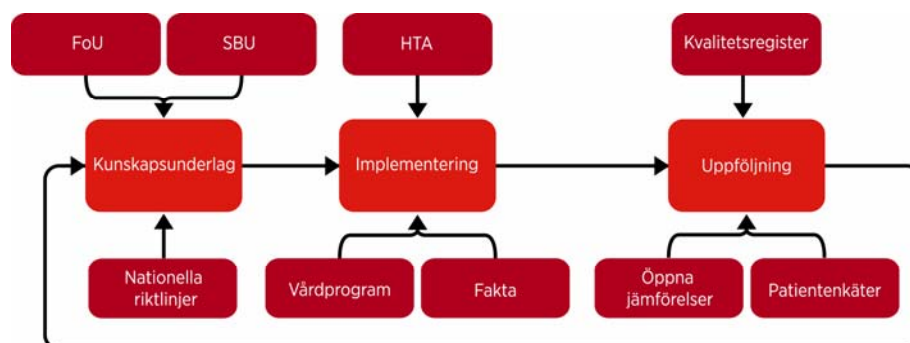 FoU
SBU
HTA
Kvalitetsregister
Kunskapsunderlag
Implementering
Uppföljning
Nationella
riktlinjer
Vårdprogram
Fakta
Öppna
jämförelser
Patientenkäter